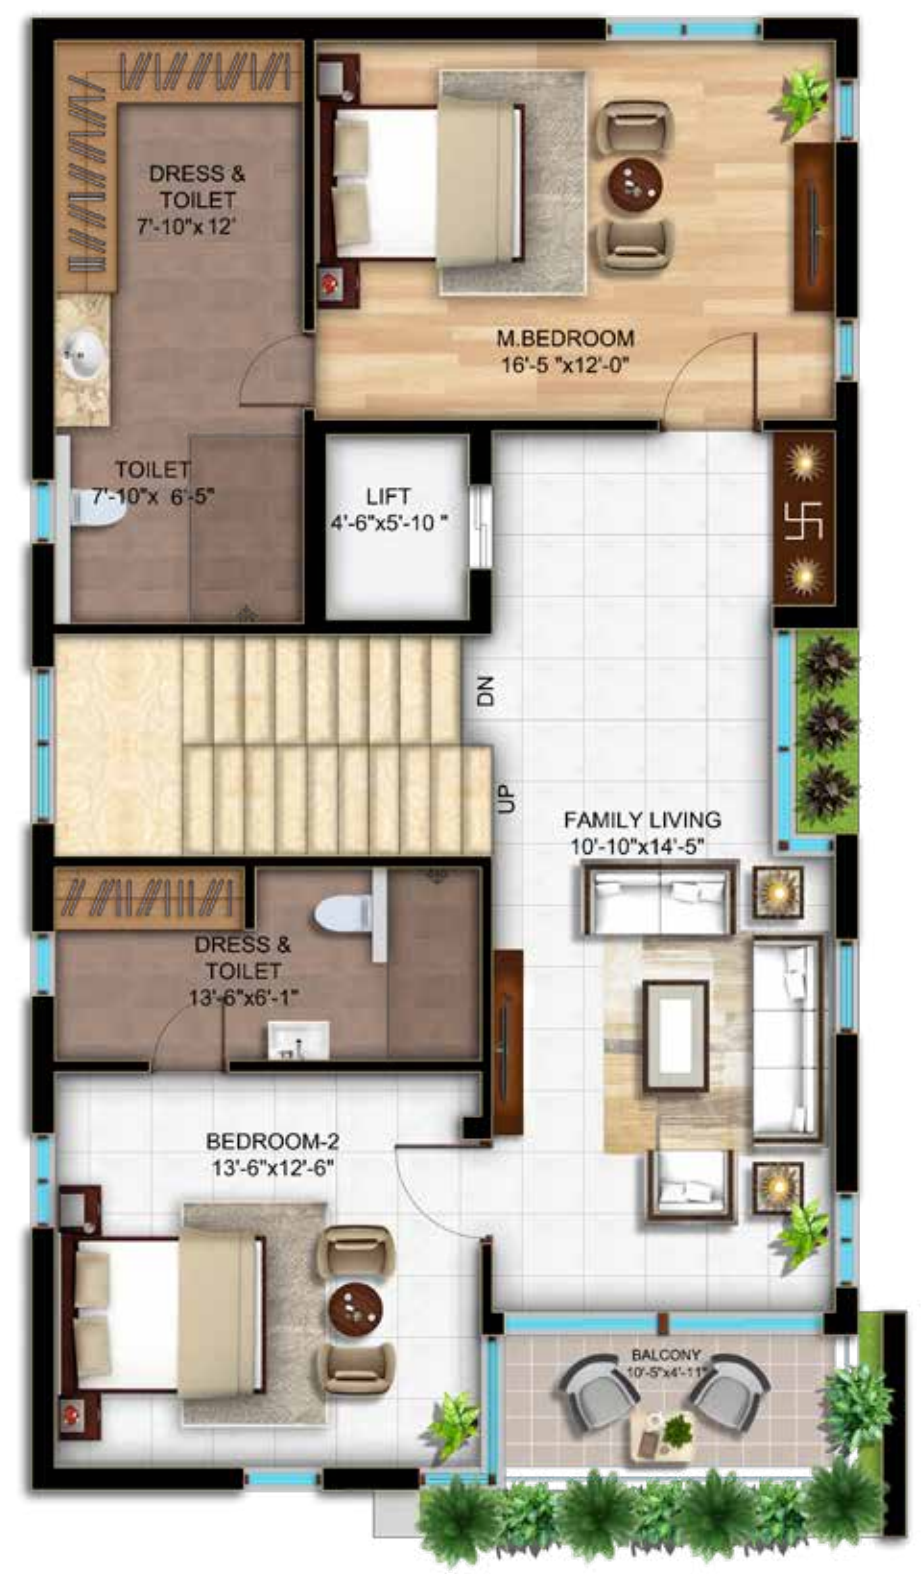 DRESS &
TOILET
7'-10"x 12'
M.BEDROOM
16'-5 "x12'-0"
TOILET
7'-10"x 6'-5"
LIFT
4'-6"x5'-10 "
DN
UP
FAMILY LIVING
10'-10"x14'-5"
DRESS &
TOILET
13'-6"x6'-1"
BEDROOM-2
13'-6"x12'-6"
BALCONY
10'-5"x4'-11"